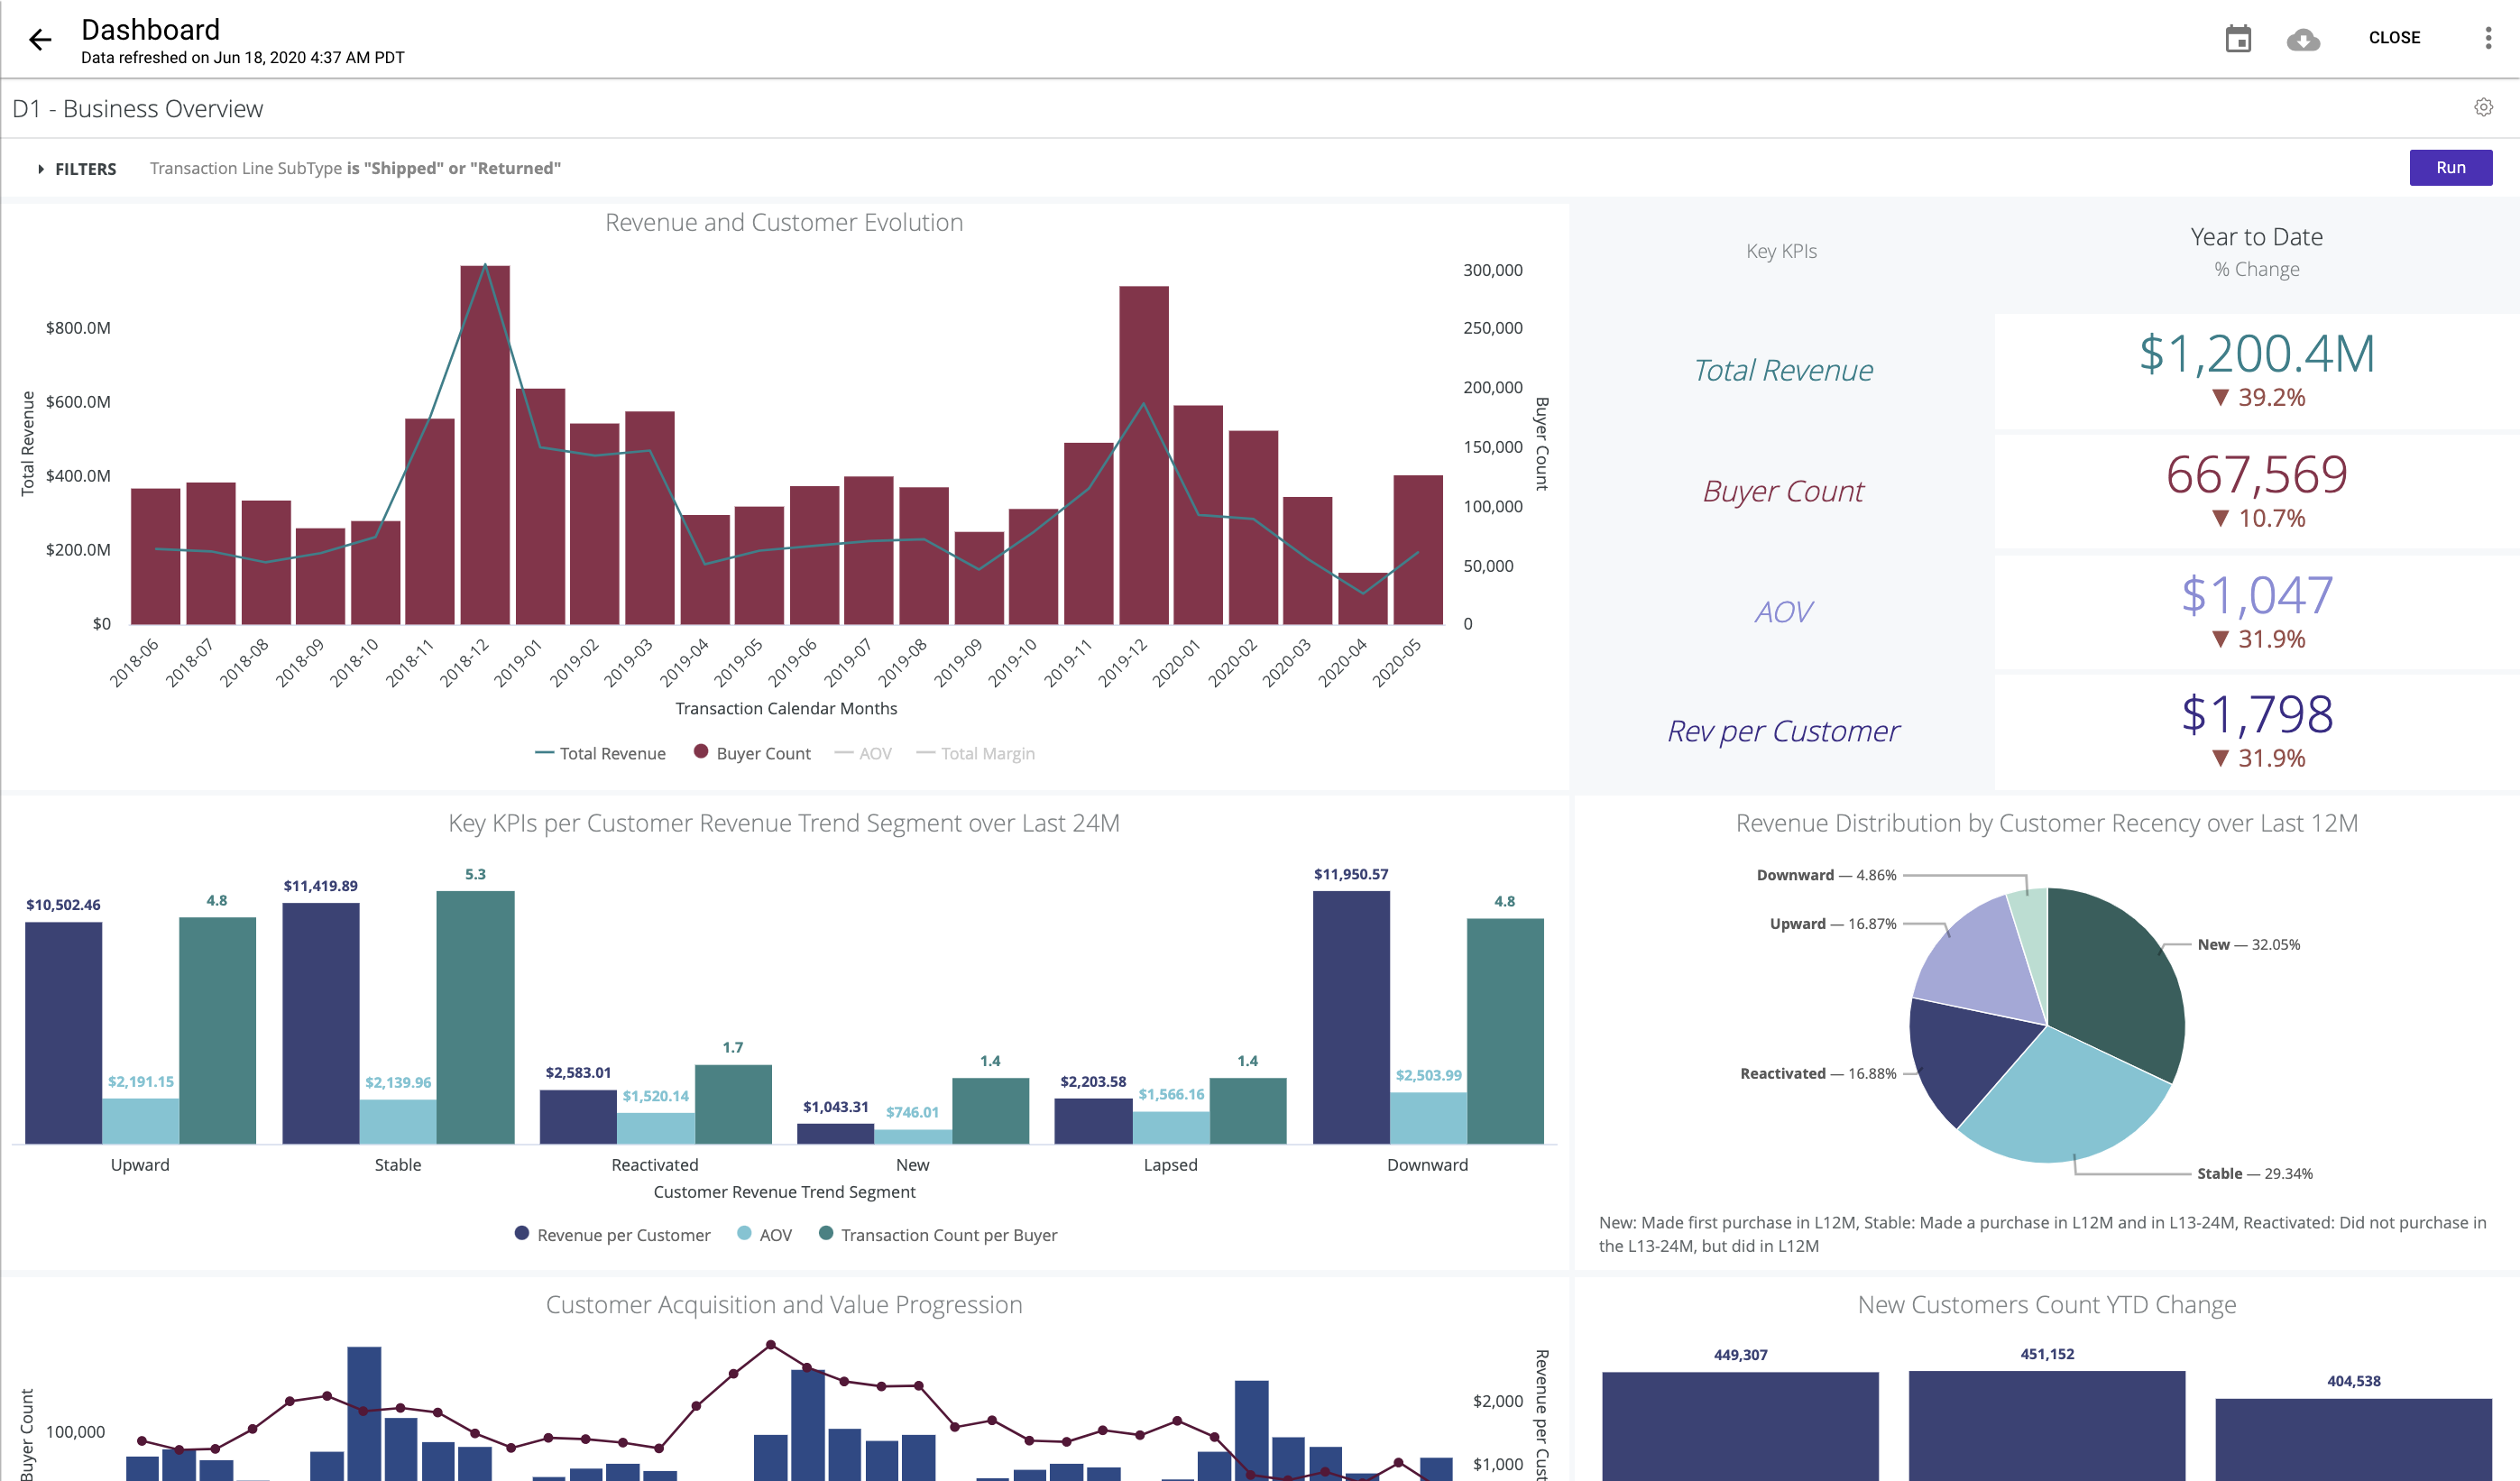 Dashboard
Data refreshed on Jun 18, 2020 4:37 AM PDT
CLOSE
D1 - Business Overview
FILTERS Transaction Line SubType is "Shipped" or "Returned"
Run
Revenue and Customer Evolution
Total Revenue
$800.0M
$600.0M
$400.0M
$200.0M
$0
300,000
250,000
200,000
150,000
100,000
50,000
0
Buyer Count
2018-06 2018-07 2018-08 2018-09 2018-10 2018-11 2018-12 2019-01 2019-02 2019-03 2019-04 2019-05 2019-06 2019-07 2019-08 2019-09 2019-10 2019-11 2019-12 2020-01 2020-02 2020-03 2020-04 2020-05
Transaction Calendar Months
Total Revenue Buyer Count AOV Total Margin
Key KPIs
Year to Date
% Change
Total Revenue
$1,200.4M
▼ 39.2%
Buyer Count
667,569
▼ 10.7%
AOV
$1,047
▼ 31.9%
Rev per Customer
$1,798
▼ 31.9%
Key KPIs per Customer Revenue Trend Segment over Last 24M
$10,502.46 $2,191.15 4.8
$11,419.89 $2,139.96 5.3
$2,583.01 $1,520.14 1.7
$1,043.31 $746.01 1.4
$2,203.58 $1,566.16 1.4
$11,950.57 $2,503.99 4.8
Upward Stable Reactivated New Lapsed Downward
Customer Revenue Trend Segment
Revenue per Customer AOV Transaction Count per Buyer
Revenue Distribution by Customer Recency over Last 12M
Downward — 4.86%
Upward — 16.87%
New — 32.05%
Reactivated — 16.88%
Stable — 29.34%
New: Made first purchase in L12M, Stable: Made a purchase in L12M and in L13-24M, Reactivated: Did not purchase in
the L13-24M, but did in L12M
Customer Acquisition and Value Progression
Buyer Count
100,000
$2,000
$1,000
Revenue per Cust
New Customers Count YTD Change
449,307
451,152
404,538